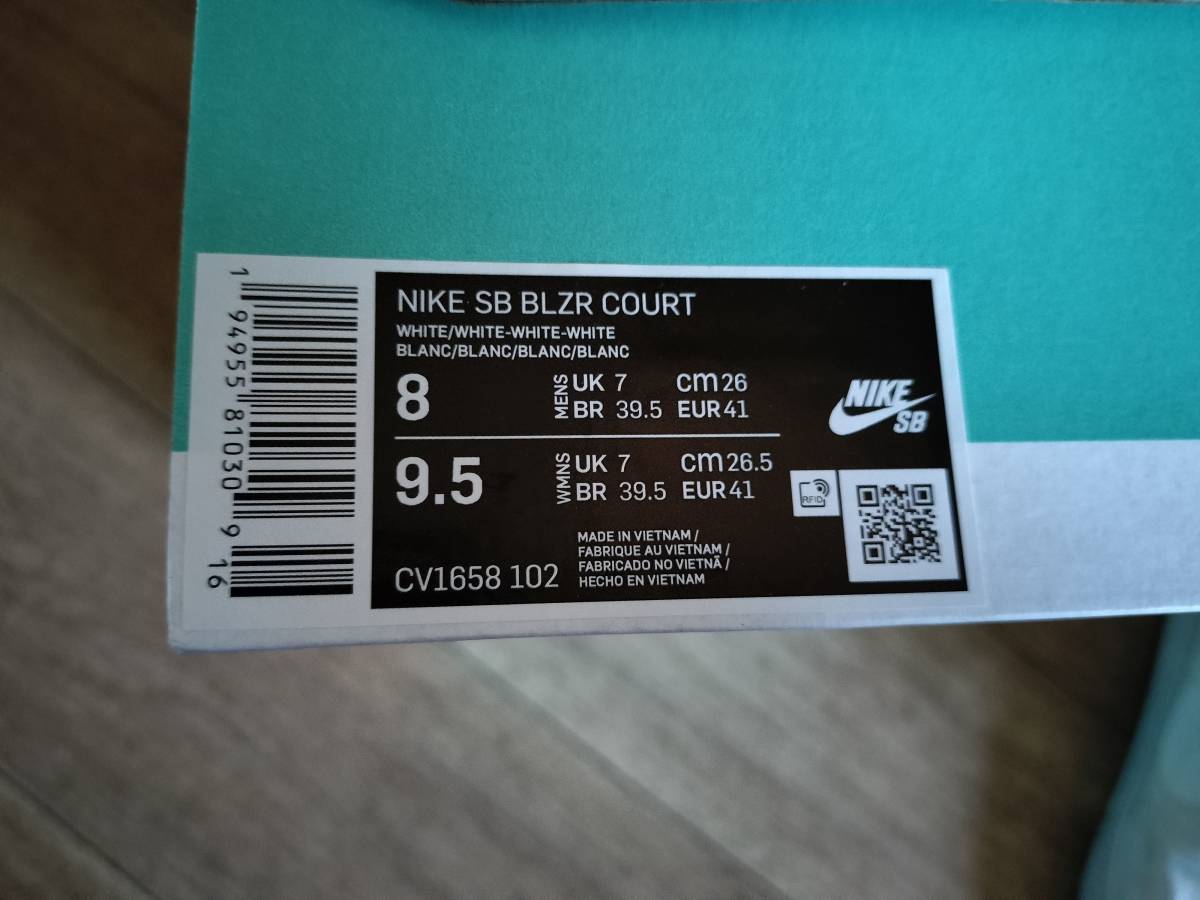 NIKE SB BLZR COURT
WHITE/WHITE-WHITE-WHITE
BLANC/BLANC/BLANC/BLANC
8 MENS UK 7 cm 26
BR 39.5 EUR 41
9.5 WMNS UK 7 cm 26.5
BR 39.5 EUR 41
NIKE
SB
RFID
MADE IN VIETNAM /
FABRIQUE AU VIETNAM /
FABRICADO NO VIETNÃ /
HECHO EN VIETNAM
CV1658 102
1 94955 81030 9 16